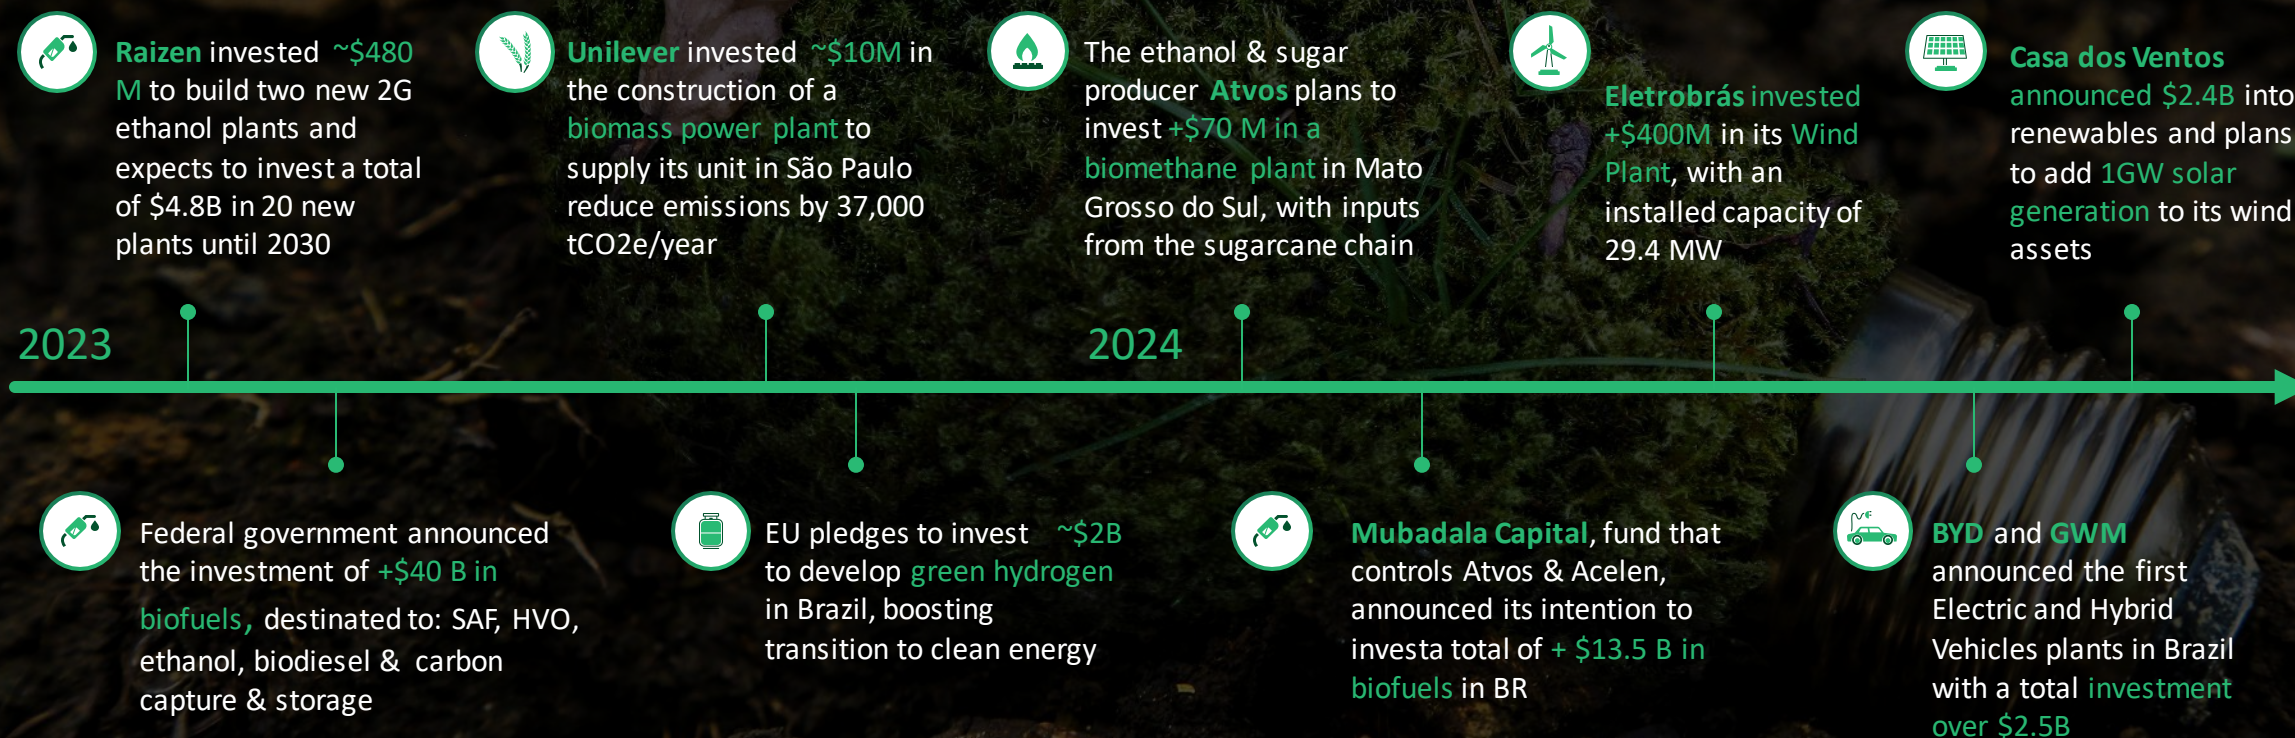 Raizen invested ~$480
M to build two new 2G
ethanol plants and
expects to invest a total
of $4.8B in 20 new
plants until 2030
Unilever invested ~$10M in
the construction of a
biomass power plant to
supply its unit in São Paulo
reduce emissions by 37,000
tCO2e/year
The ethanol & sugar
producer Atvos plans to
invest +$70 M in a
biomethane plant in Mato
Grosso do Sul, with inputs
from the sugarcane chain
Eletrobrás invested
+$400M in its Wind
Plant, with an
installed capacity of
29.4 MW
Casa dos Ventos
announced $2.4B into
renewables and plans
to add 1GW solar
generation to its wind
assets
2023
2024
Federal government announced
the investment of +$40 B in
biofuels, destinated to: SAF, HVO,
ethanol, biodiesel & carbon
capture & storage
EU pledges to invest ~$2B
to develop green hydrogen
in Brazil, boosting
transition to clean energy
Mubadala Capital, fund that
controls Atvos & Acelen,
announced its intention to
investa total of + $13.5 B in
biofuels in BR
BYD and GWM
announced the first
Electric and Hybrid
Vehicles plants in Brazil
with a total investment
over $2.5B